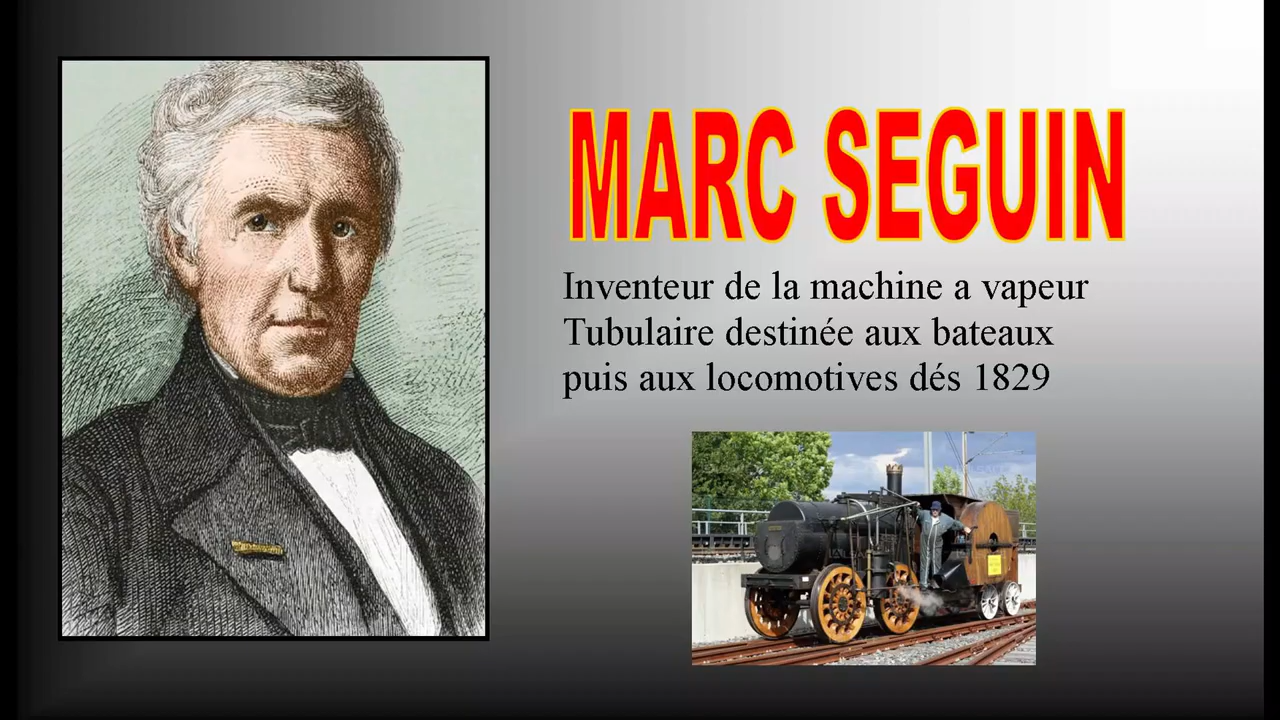 MARC SEGUIN
Inventeur de la machine a vapeur
Tubulaire destinée aux bateaux
puis aux locomotives dés 1829